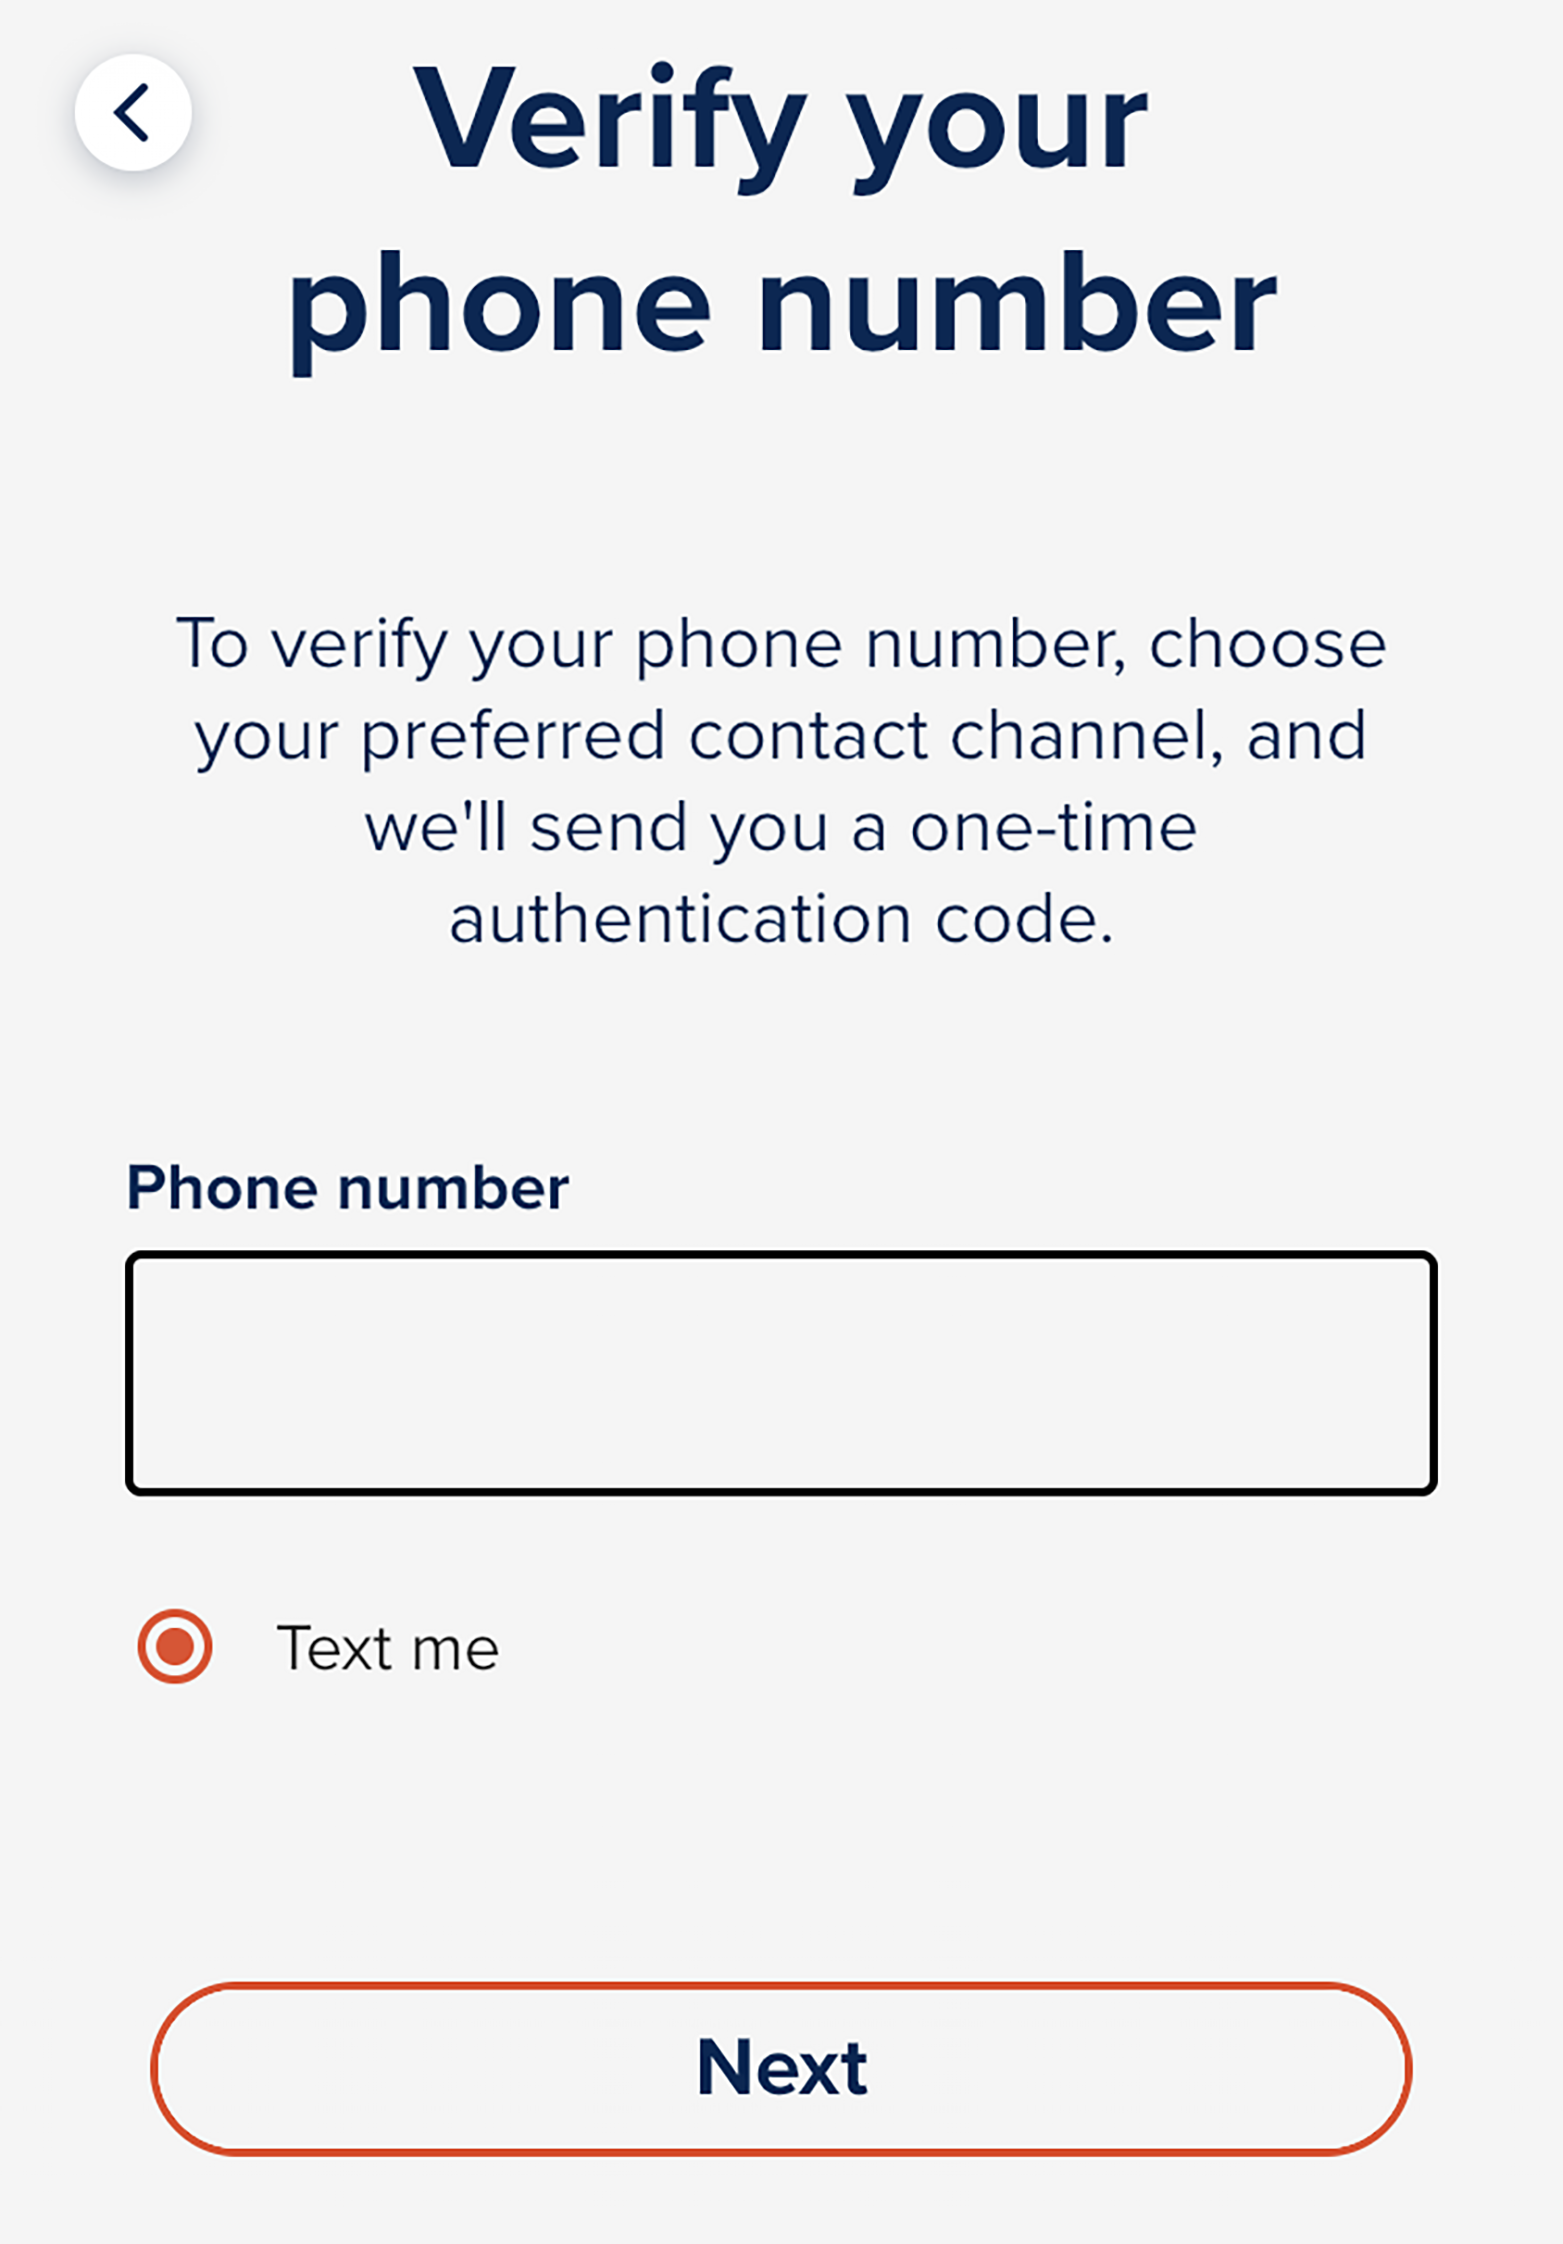 Verify your
phone number
To verify your phone number, choose
your preferred contact channel, and
we'll send you a one-time
authentication code.
Phone number
Text me
Next